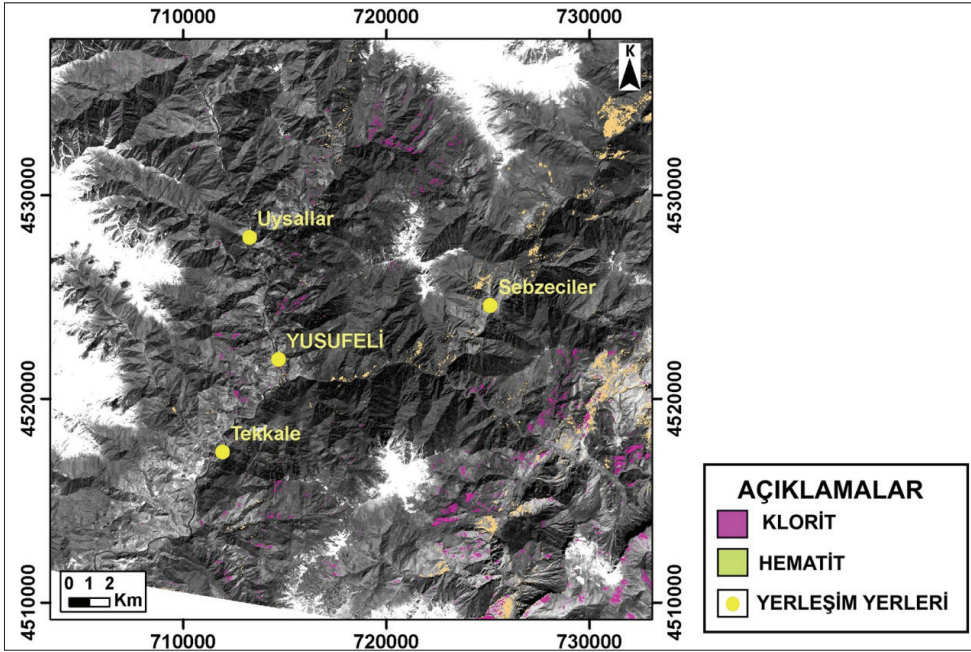 710000 720000 730000
K
4530000 4530000
Uysallar
Sebzeciler
YUSUFELİ
4520000 4520000
Tekkale
AÇIKLAMALAR
KLORİT
HEMATİT
YERLEŞİM YERLERİ
0 1 2
Km
4510000 4510000
710000 720000 730000